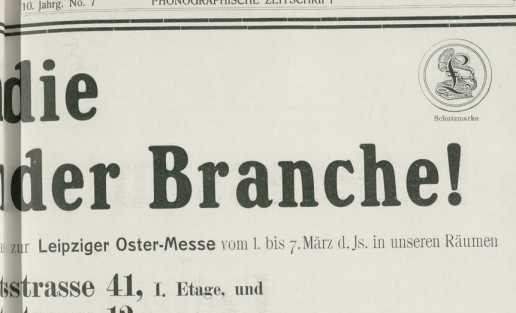 10. Jahrg. No. 7 PHONOGRAPHISCHE ZEITSCHRIFT
die
Schutzmarke
der Branche!
zur Leipziger Oster-Messe vom 1. bis 7. März d. Js. in unseren Räumen
strasse 41, I. Etage, und